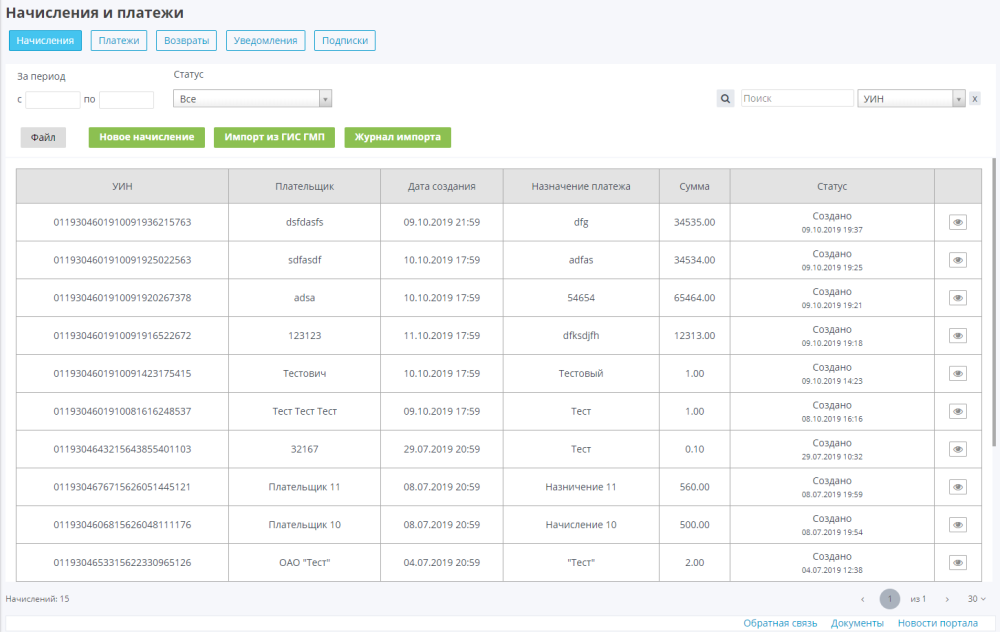 Начисления и платежи
Начисления Платежи Возвраты Уведомления Подписки
За период Статус
с по Все Поиск УИН x
Файл Новое начисление Импорт из ГИС ГМП Журнал импорта
УИН Плательщик Дата создания Назначение платежа Сумма Статус
0119304601910091936215763 dsfdasfs 09.10.2019 21:59 dfg 34535.00 Создано
09.10.2019 19:37
0119304601910091925022563 sdfasdf 10.10.2019 17:59 adfas 34534.00 Создано
09.10.2019 19:25
0119304601910091920267378 adsa 10.10.2019 17:59 54654 65464.00 Создано
09.10.2019 19:21
0119304601910091916522672 123123 11.10.2019 17:59 dfksdjfh 12313.00 Создано
09.10.2019 19:18
0119304601910091423175415 Тестович 10.10.2019 17:59 Тестовый 1.00 Создано
09.10.2019 14:23
0119304601910081616248537 Тест Тест Тест 09.10.2019 17:59 Тест 1.00 Создано
08.10.2019 16:16
0119304643215643855401103 32167 29.07.2019 20:59 Тест 0.10 Создано
29.07.2019 10:32
0119304676715626051445121 Плательщик 11 08.07.2019 20:59 Назничение 11 560.00 Создано
08.07.2019 19:59
0119304606815626048111176 Плательщик 10 08.07.2019 20:59 Начисление 10 500.00 Создано
08.07.2019 19:54
0119304653315622330965126 ОАО "Тест" 04.07.2019 20:59 "Тест" 2.00 Создано
04.07.2019 12:38
Начислений: 15 ‹ 1 из 1 › 30
Обратная связь Документы Новости портала